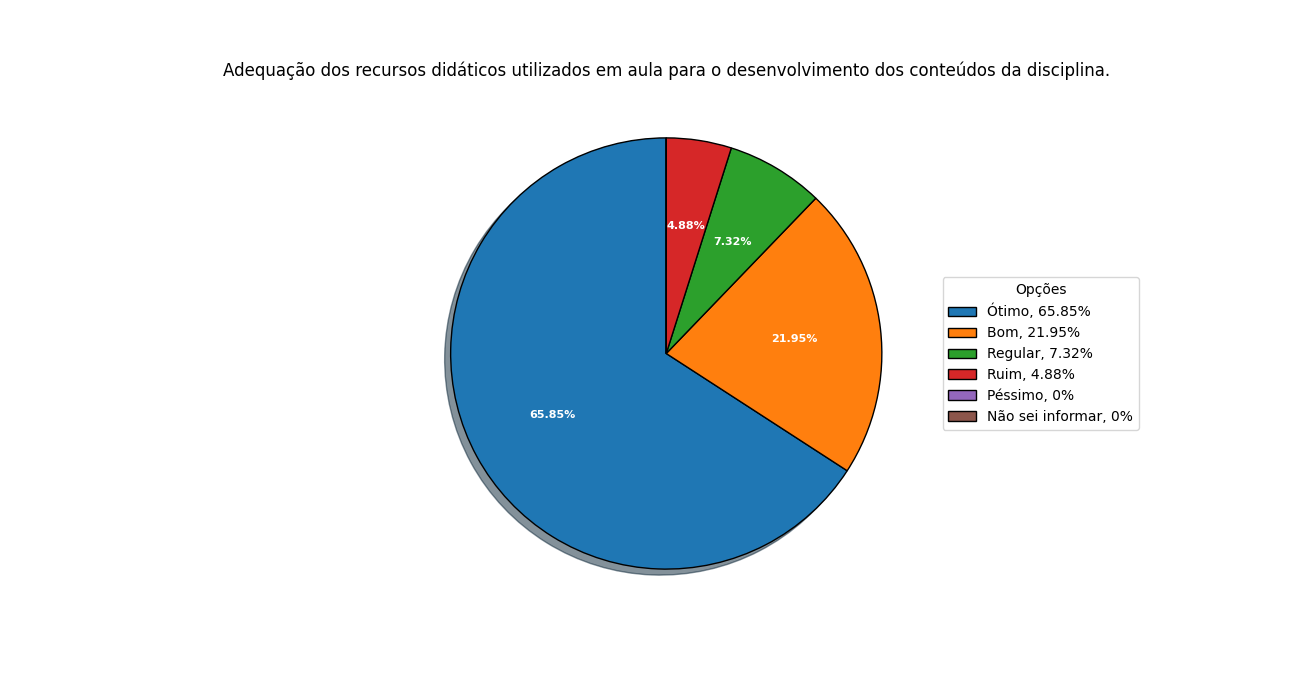 Adequação dos recursos didáticos utilizados em aula para o desenvolvimento dos conteúdos da disciplina.
4.88%
7.32%
21.95%
65.85%
Opções
Ótimo, 65.85%
Bom, 21.95%
Regular, 7.32%
Ruim, 4.88%
Péssimo, 0%
Não sei informar, 0%